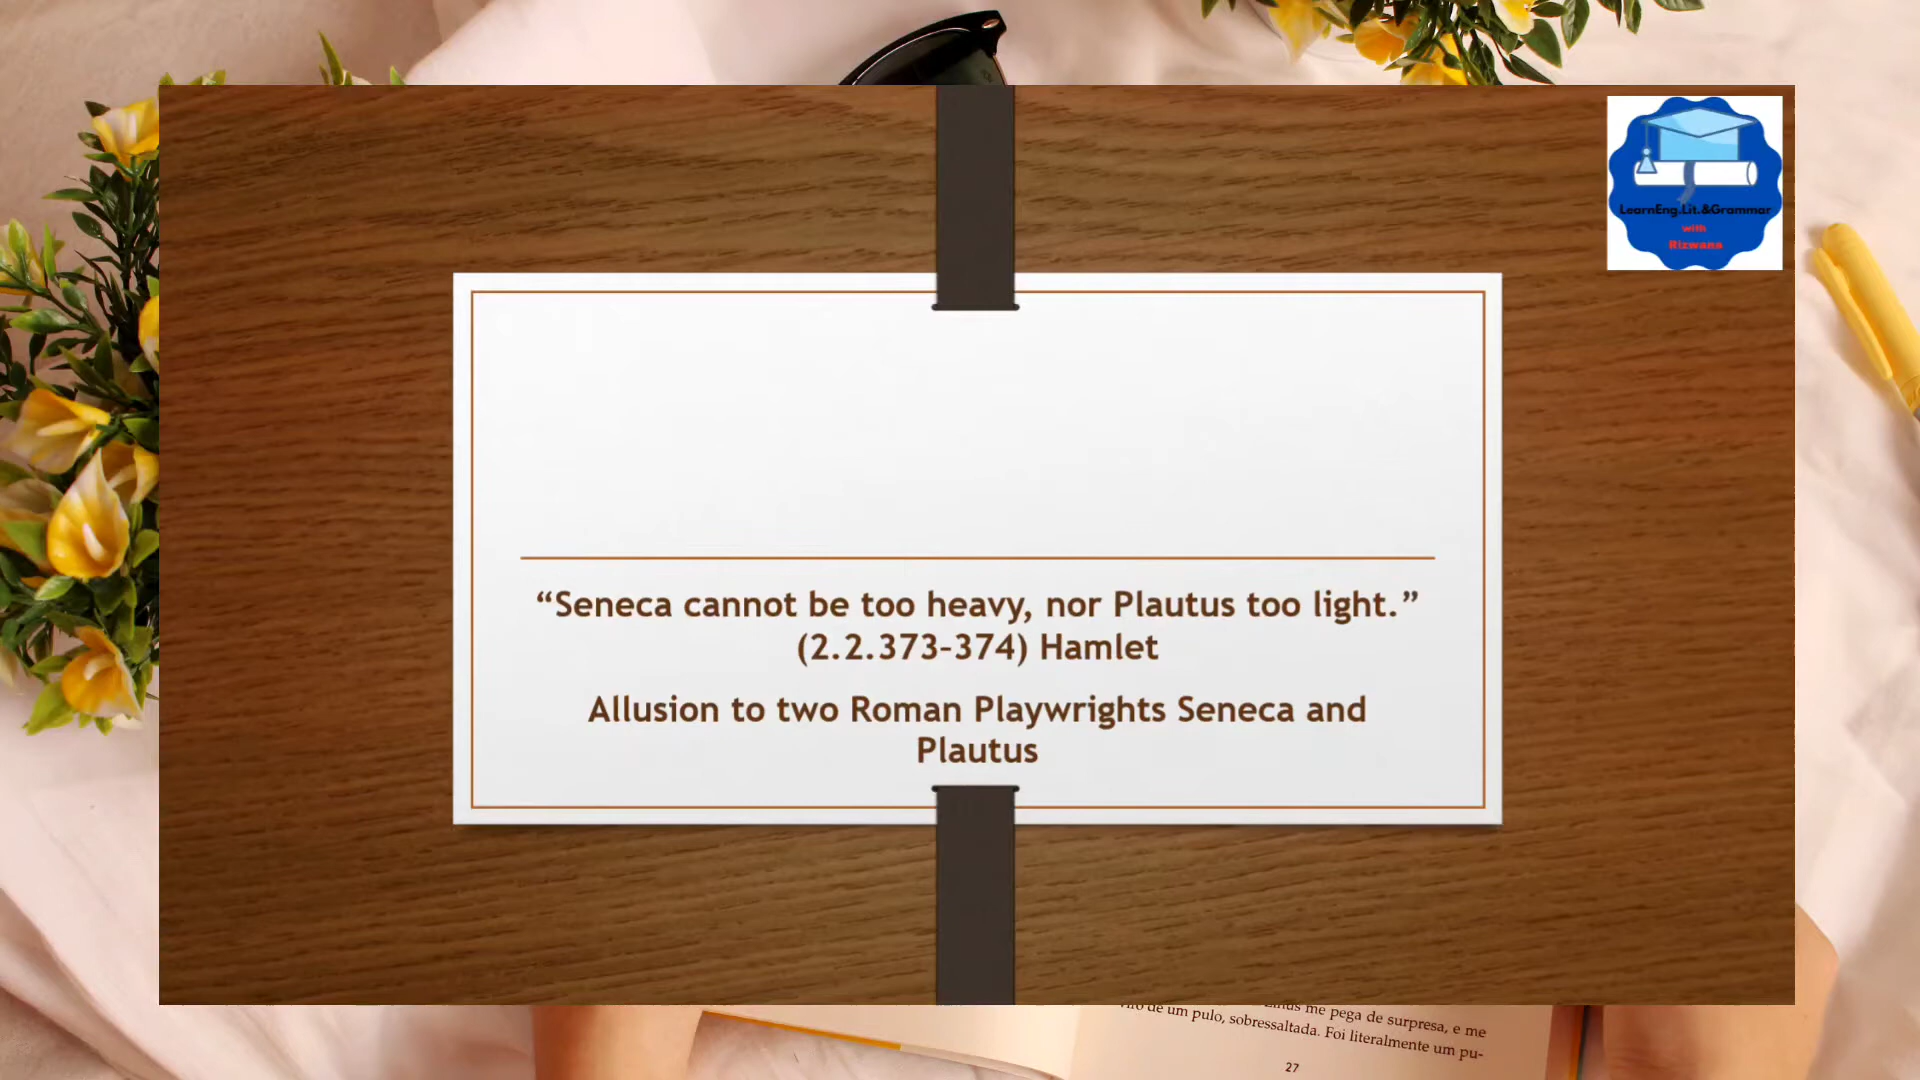 LearnEng.Lit.&Grammar
with
Rizwana
“Seneca cannot be too heavy, nor Plautus too light.”
(2.2.373–374) Hamlet
Allusion to two Roman Playwrights Seneca and
Plautus
me pega de surpresa, e me
de um pulo, sobressaltada. Foi literalmente um pu-
27